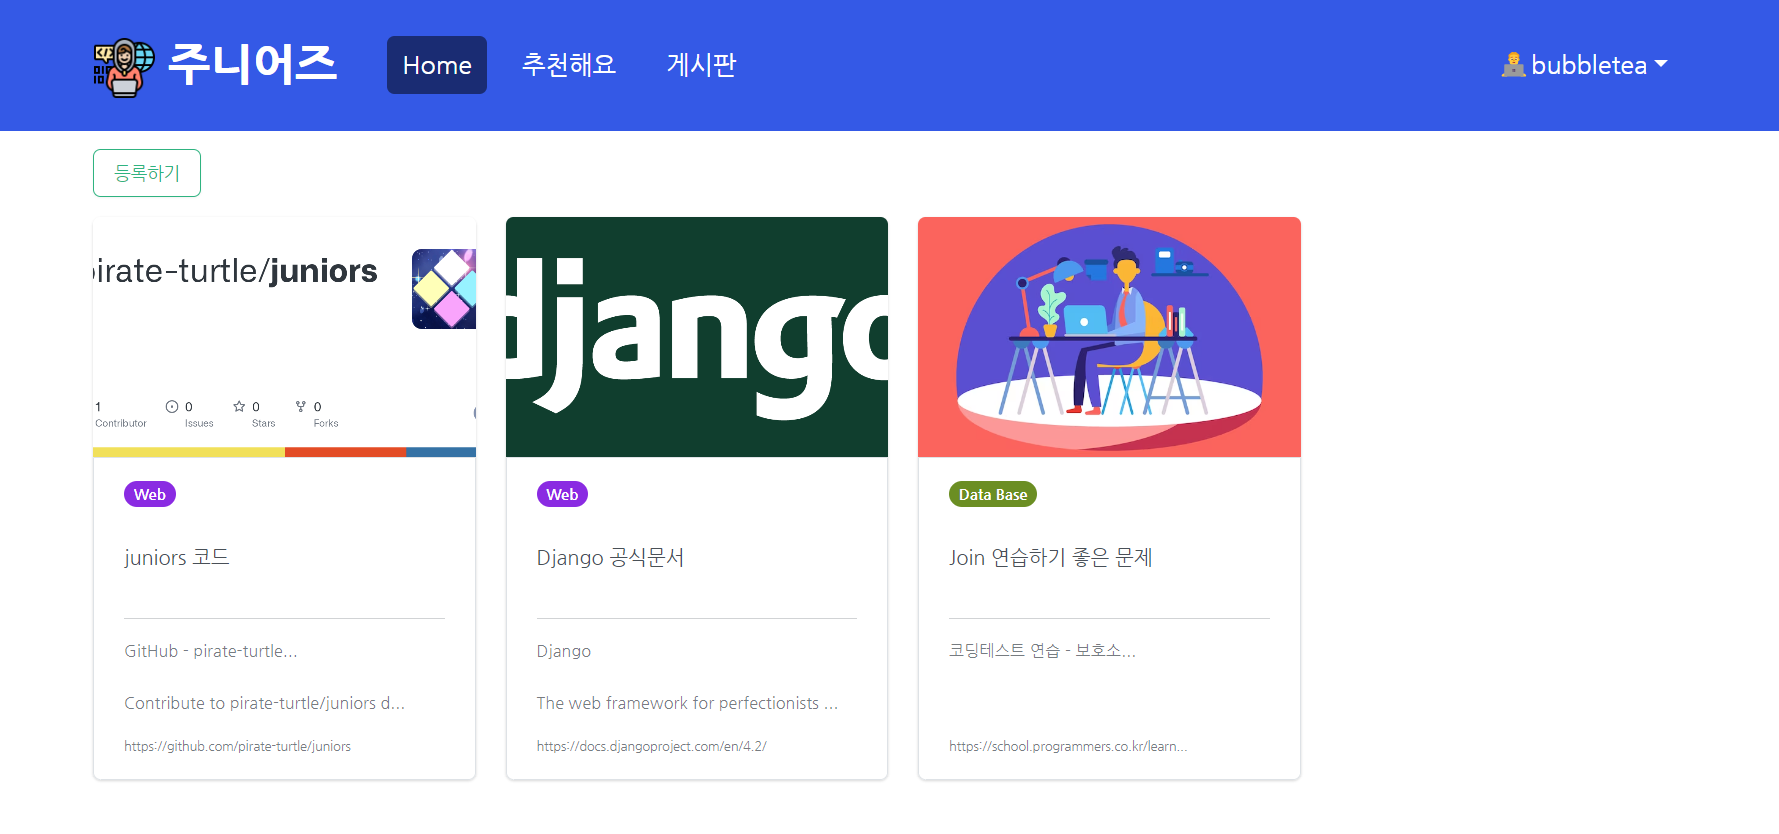 주니어즈
Home
추천해요
게시판
bubbletea
등록하기
pirate-turtle/juniors
1
Contributor
0
Issues
0
Stars
0
Forks
Web
juniors 코드
GitHub - pirate-turtle...
Contribute to pirate-turtle/juniors d...
https://github.com/pirate-turtle/juniors
django
Web
Django 공식문서
Django
The web framework for perfectionists ...
https://docs.djangoproject.com/en/4.2/
Data Base
Join 연습하기 좋은 문제
코딩테스트 연습 - 보호소...
https://school.programmers.co.kr/learn...